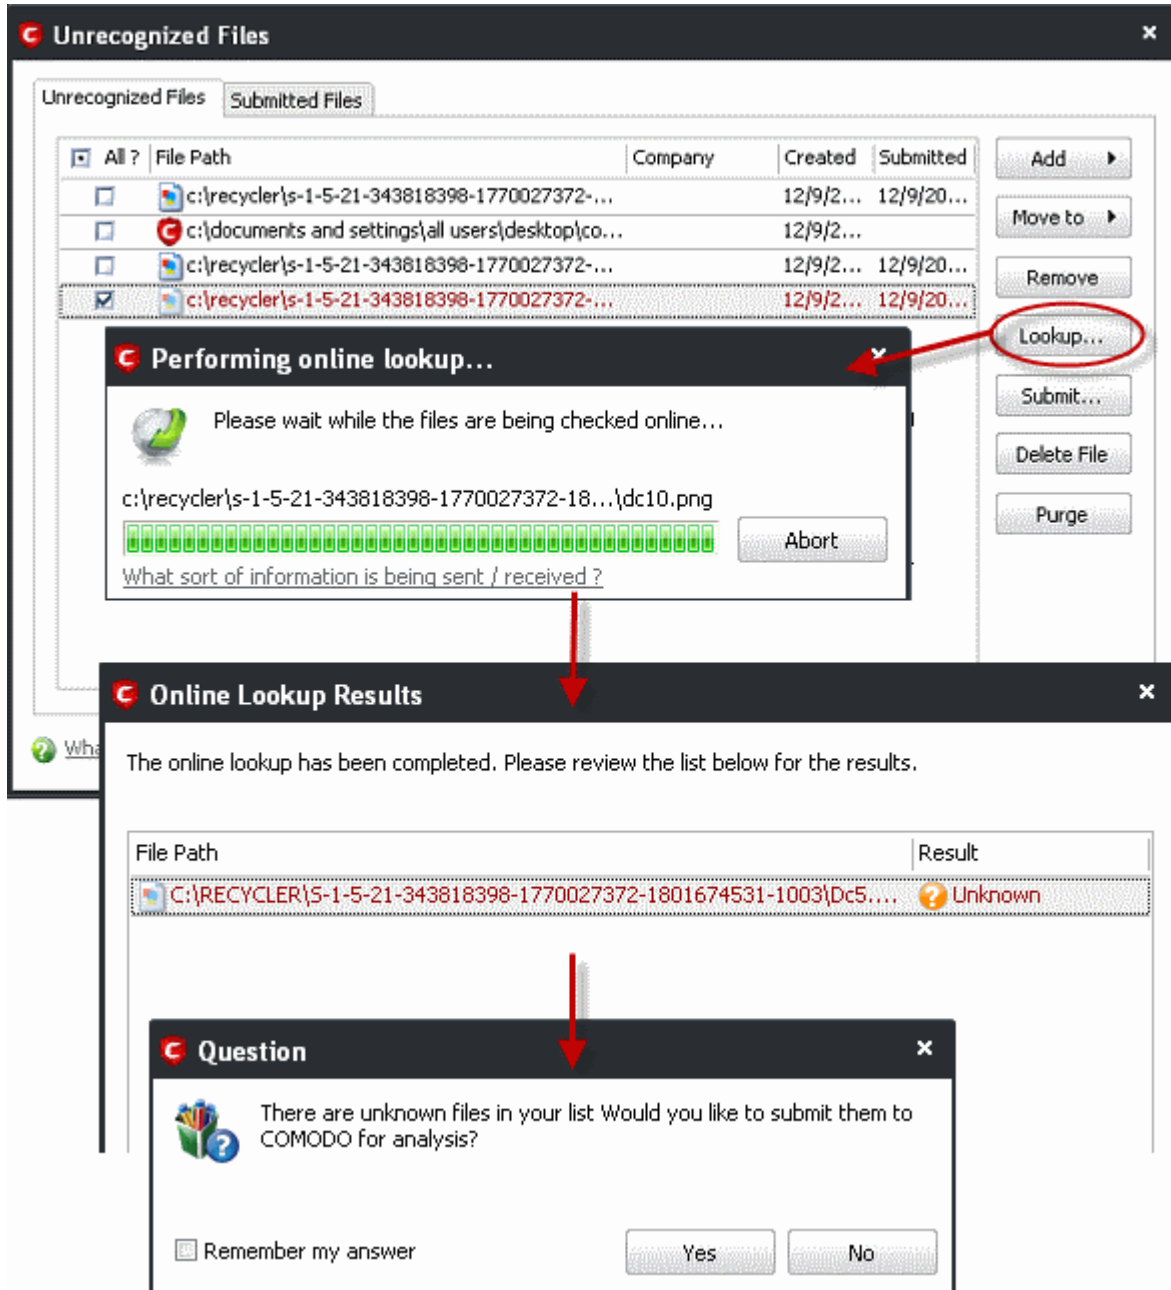 Unrecognized Files
Unrecognized Files Submitted Files
All ? File Path Company Created Submitted
c:\recycler\s-1-5-21-343818398-1770027372-... 12/9/2... 12/9/20...
c:\documents and settings\all users\desktop\co... 12/9/2...
c:\recycler\s-1-5-21-343818398-1770027372-... 12/9/2... 12/9/20...
c:\recycler\s-1-5-21-343818398-1770027372-... 12/9/2... 12/9/20...
Add
Move to
Remove
Lookup...
Submit...
Delete File
Purge
Performing online lookup...
Please wait while the files are being checked online...
c:\recycler\s-1-5-21-343818398-1770027372-18...\dc10.png
Abort
What sort of information is being sent / received ?
Online Lookup Results
The online lookup has been completed. Please review the list below for the results.
File Path Result
C:\RECYCLER\S-1-5-21-343818398-1770027372-1801674531-1003\Dc5.... Unknown
Question
There are unknown files in your list Would you like to submit them to
COMODO for analysis?
Remember my answer
Yes No